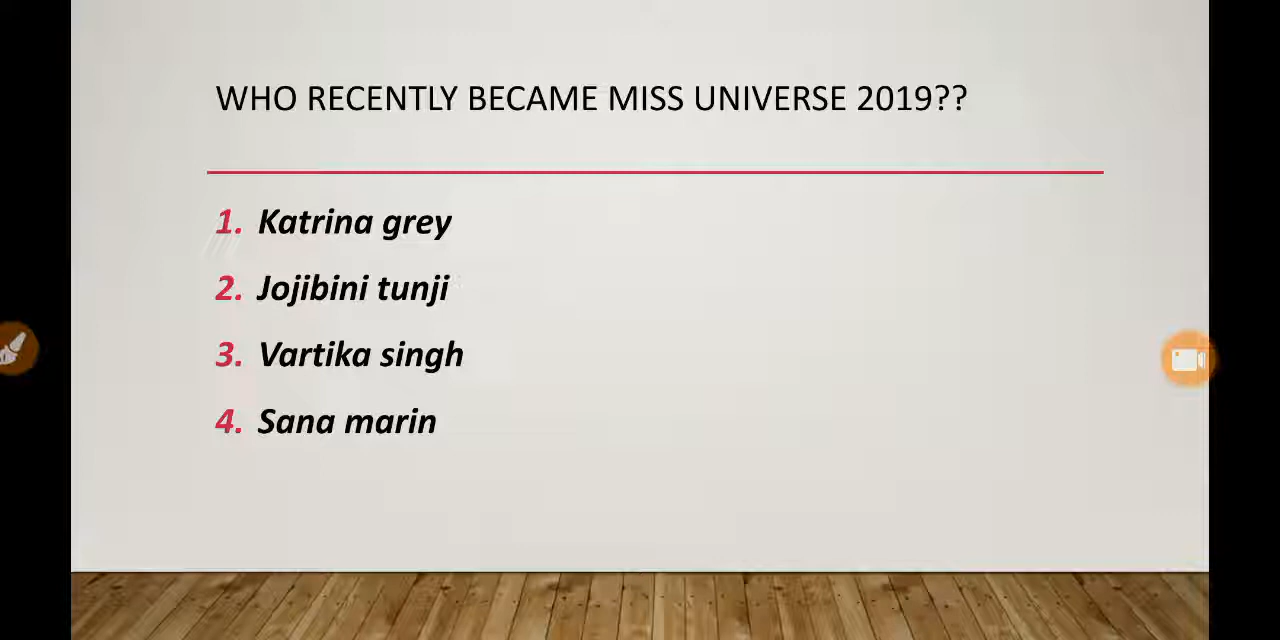 WHO RECENTLY BECAME MISS UNIVERSE 2019??
1. Katrina grey
2. Jojibini tunji
3. Vartika singh
4. Sana marin